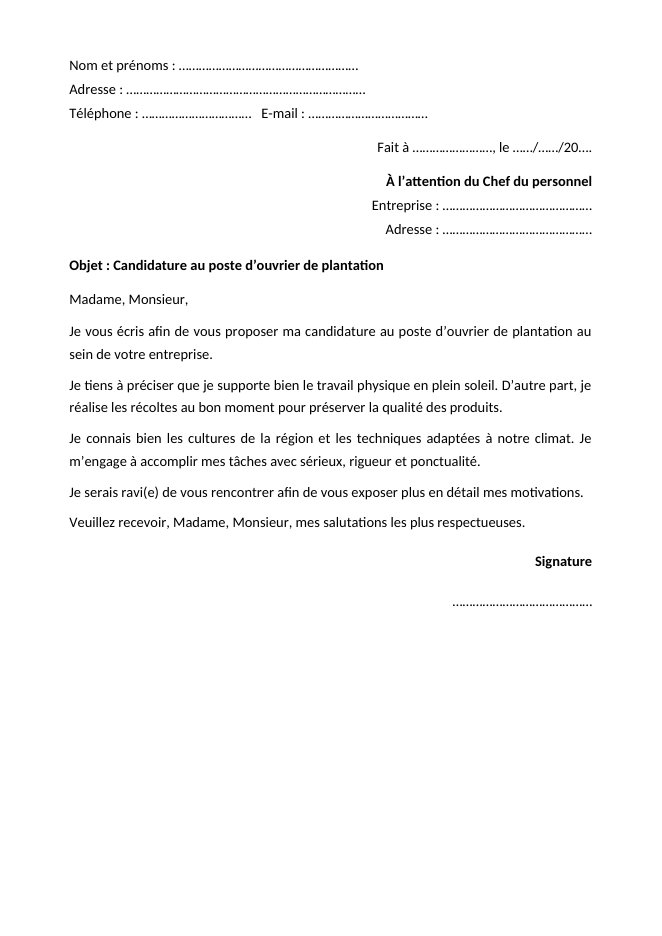 Nom et prénoms : ………………………………………………
Adresse : ………………………………………………………………
Téléphone : ……………………………  E-mail : ………………………………
Fait à ……………………, le ……/……/20….
À l’attention du Chef du personnel
Entreprise : ………………………………………
Adresse : ………………………………………
Objet : Candidature au poste d’ouvrier de plantation
Madame, Monsieur,
Je vous écris afin de vous proposer ma candidature au poste d’ouvrier de plantation au
sein de votre entreprise.
Je tiens à préciser que je supporte bien le travail physique en plein soleil. D’autre part, je
réalise les récoltes au bon moment pour préserver la qualité des produits.
Je connais bien les cultures de la région et les techniques adaptées à notre climat. Je
m’engage à accomplir mes tâches avec sérieux, rigueur et ponctualité.
Je serais ravi(e) de vous rencontrer afin de vous exposer plus en détail mes motivations.
Veuillez recevoir, Madame, Monsieur, mes salutations les plus respectueuses.
Signature
……………………………………